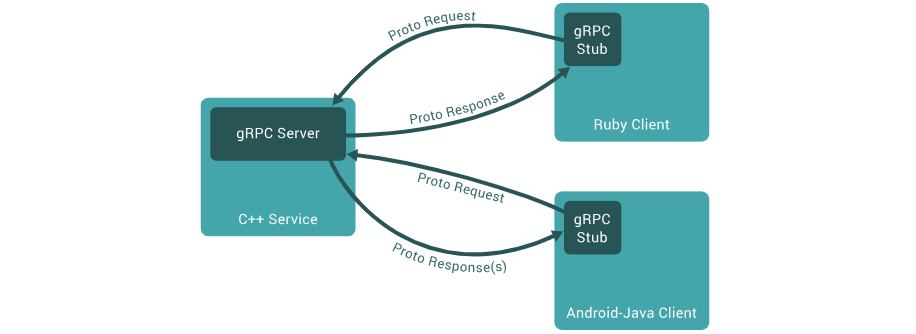 Proto Request
gRPC
Stub
Ruby Client
Proto Response
gRPC Server
C++ Service
Proto Request
gRPC
Stub
Android-Java Client
Proto Response(s)